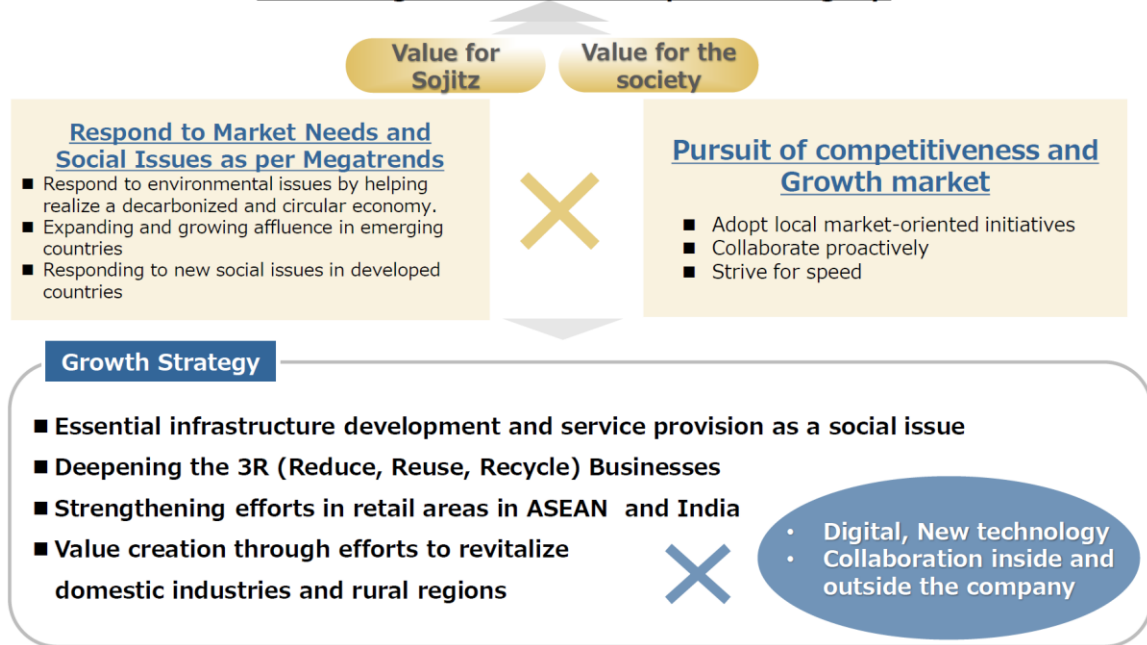 Value for
Sojitz
Value for the
society
Respond to Market Needs and
Social Issues as per Megatrends
■ Respond to environmental issues by helping
realize a decarbonized and circular economy.
■ Expanding and growing affluence in emerging
countries
■ Responding to new social issues in developed
countries
Pursuit of competitiveness and
Growth market
■ Adopt local market-oriented initiatives
■ Collaborate proactively
■ Strive for speed
Growth Strategy
■ Essential infrastructure development and service provision as a social issue
■ Deepening the 3R (Reduce, Reuse, Recycle) Businesses
■ Strengthening efforts in retail areas in ASEAN and India
■ Value creation through efforts to revitalize
domestic industries and rural regions
• Digital, New technology
• Collaboration inside and
outside the company